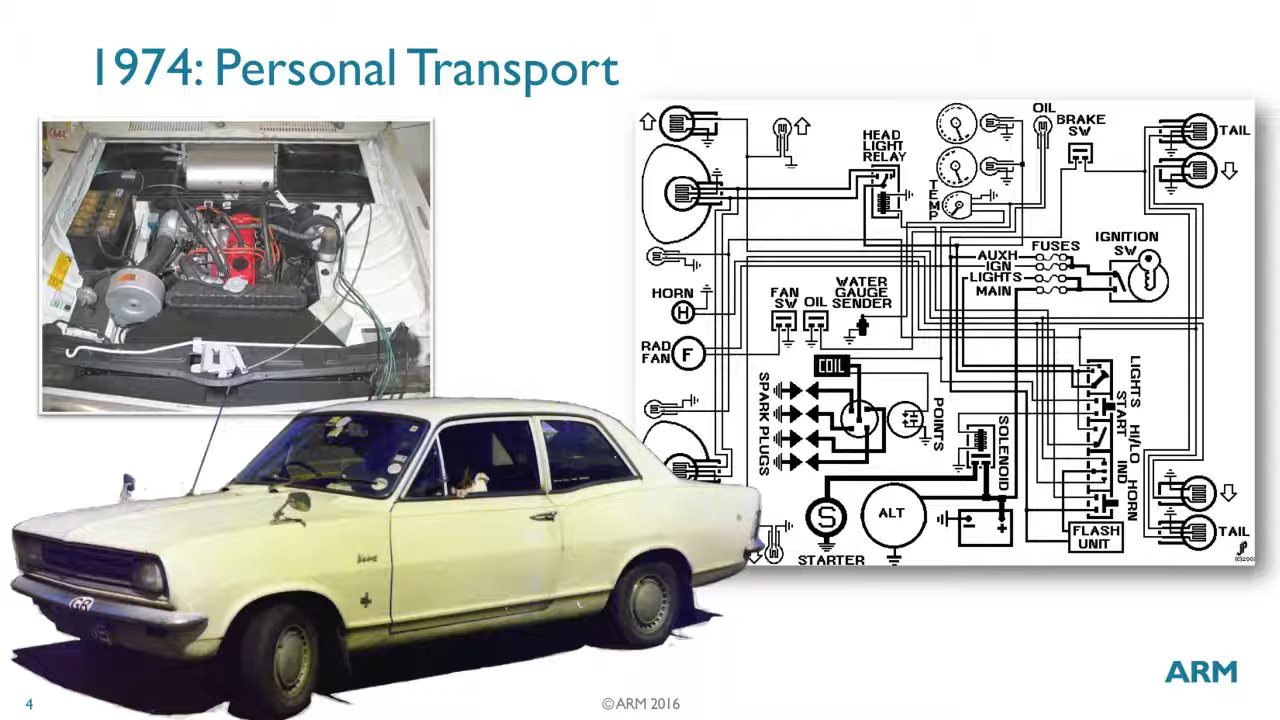 1974: Personal Transport
OIL
BRAKE
SW
TAIL
HEAD
LIGHT
RELAY
TEMP
IGNITION
SW
FUSES
AUXH
IGN
LIGHTS
MAIN
HORN
H
FAN
SW
OIL
WATER
GAUGE
SENDER
RAD
FAN
F
COIL
SPARK PLUGS
POINTS
SOLENOID
LIGHTS
START
HI/LO
IND
HORN
S
STARTER
ALT
FLASH
UNIT
TAIL
GB
ARM
4
© ARM 2016